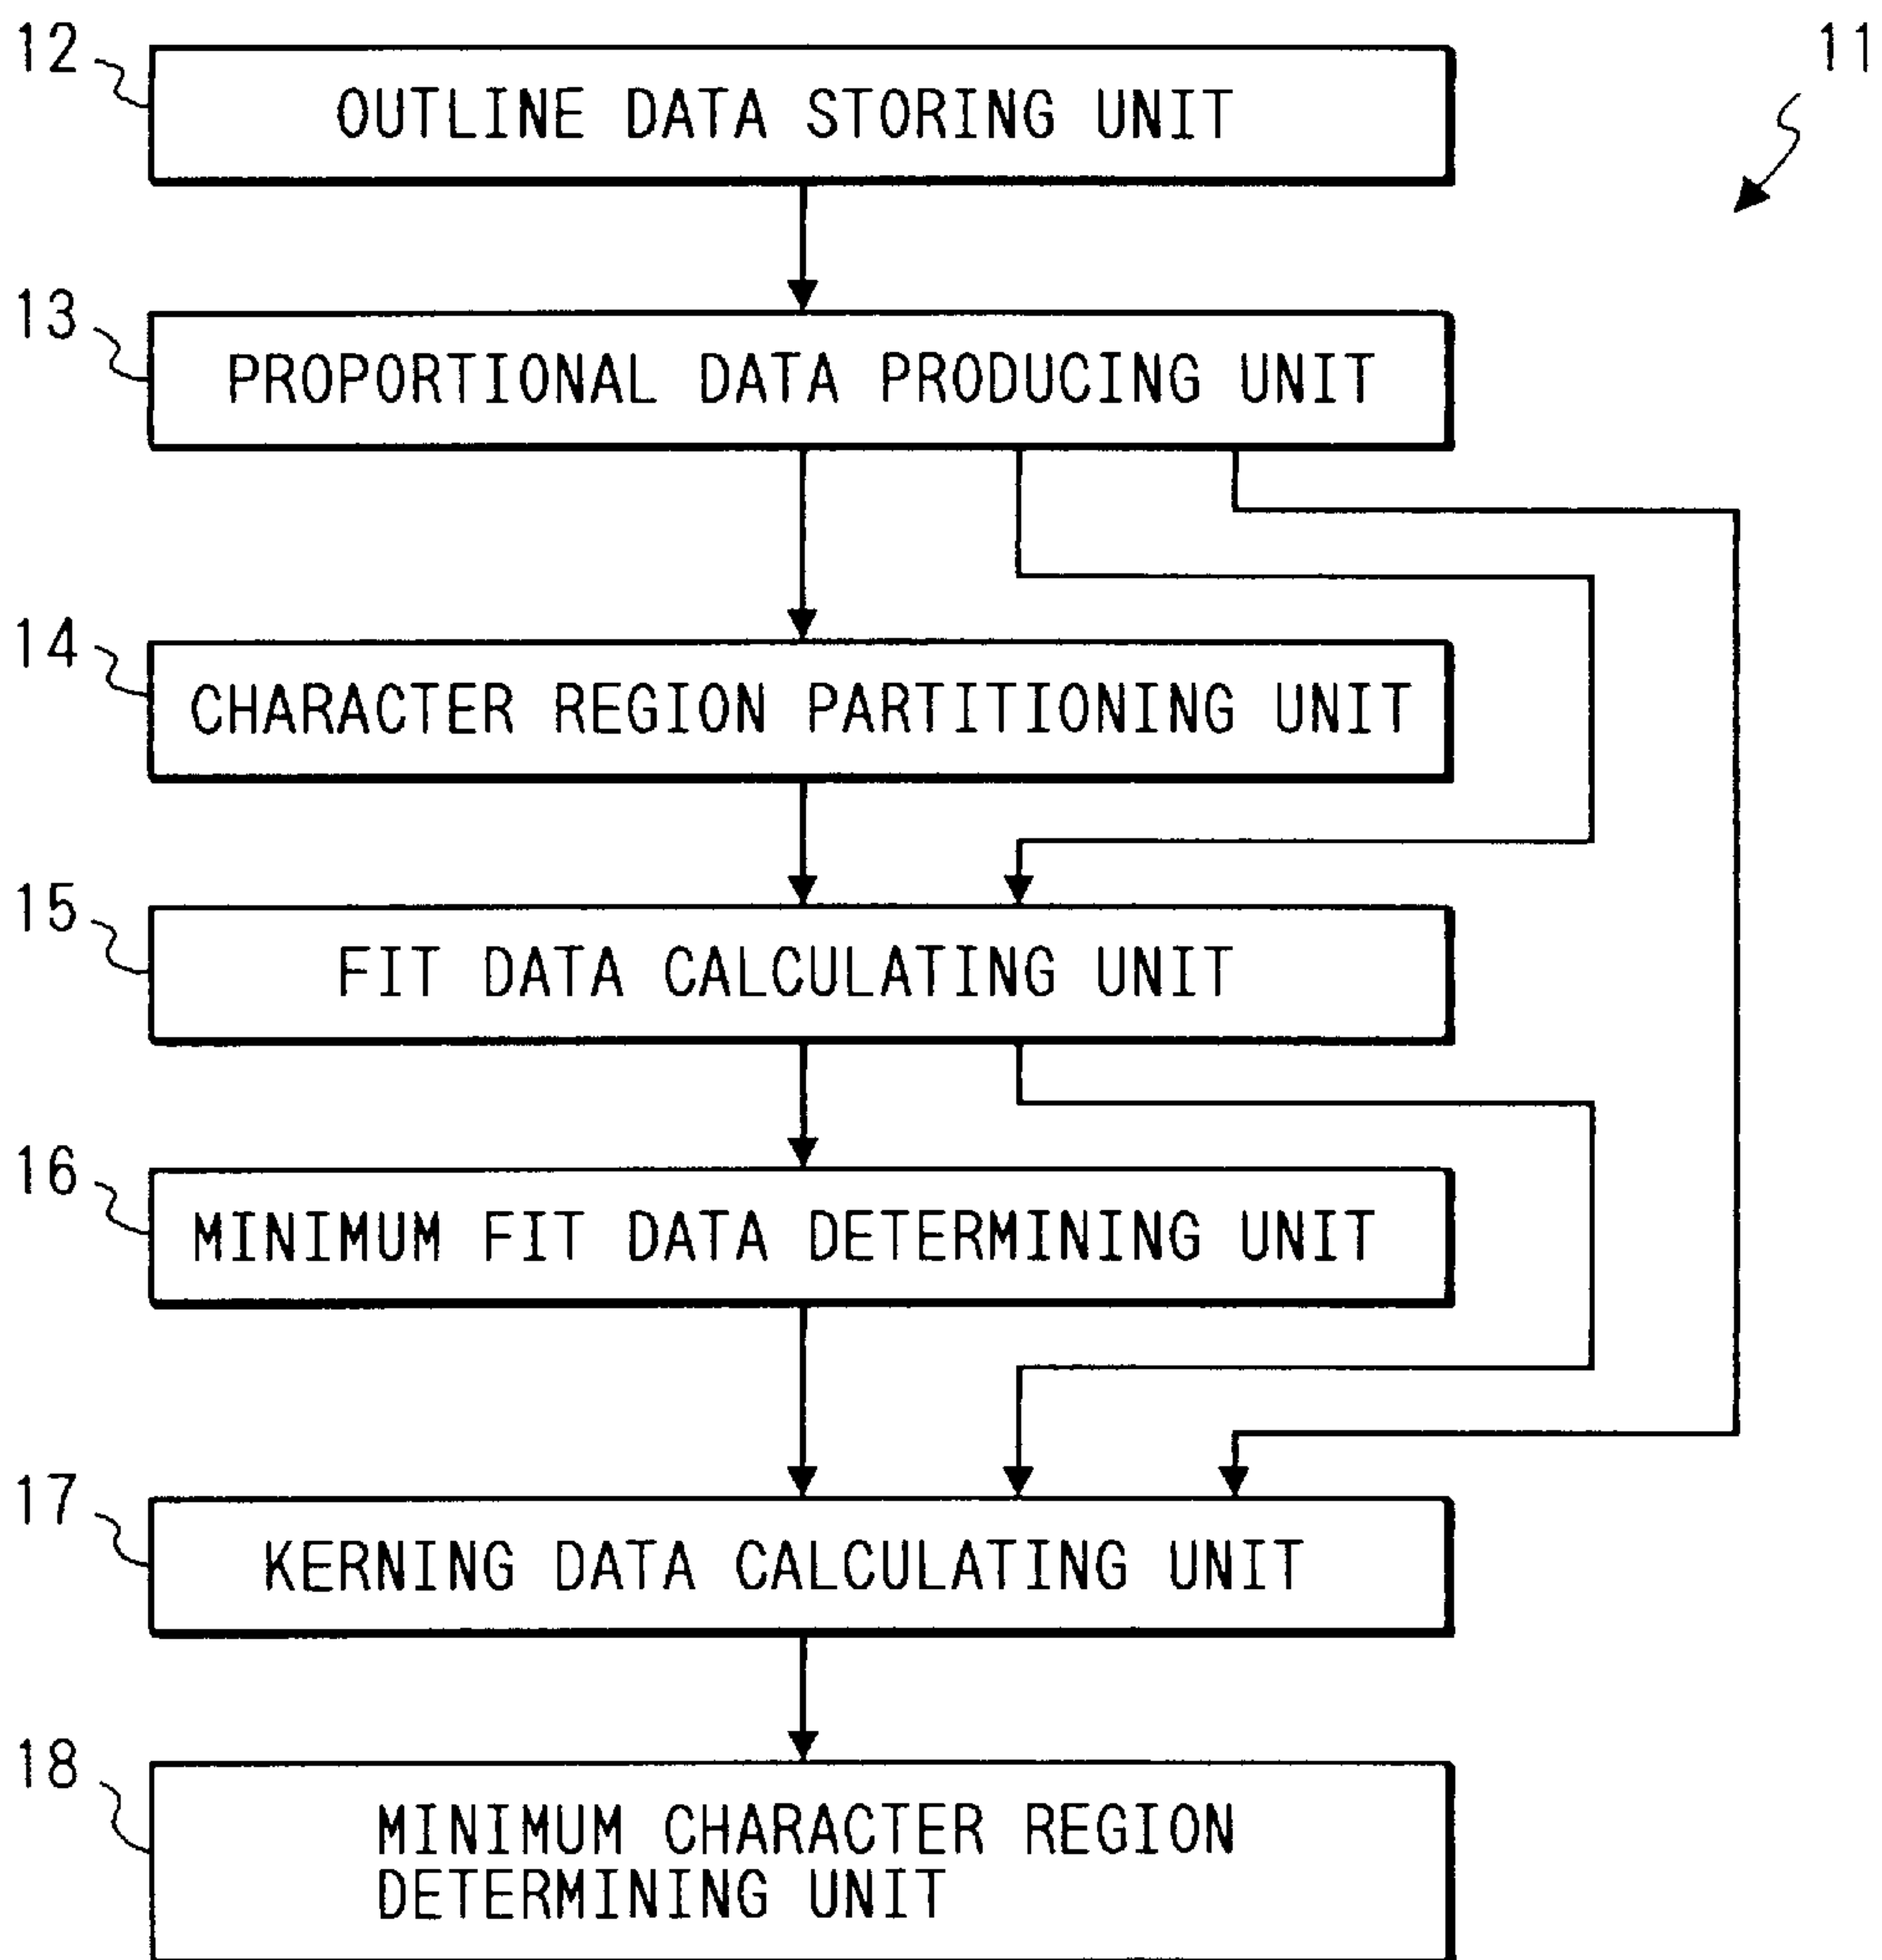 11
12
OUTLINE DATA STORING UNIT
13
PROPORTIONAL DATA PRODUCING UNIT
14
CHARACTER REGION PARTITIONING UNIT
15
FIT DATA CALCULATING UNIT
16
MINIMUM FIT DATA DETERMINING UNIT
17
KERNING DATA CALCULATING UNIT
18
MINIMUM CHARACTER REGION
DETERMINING UNIT